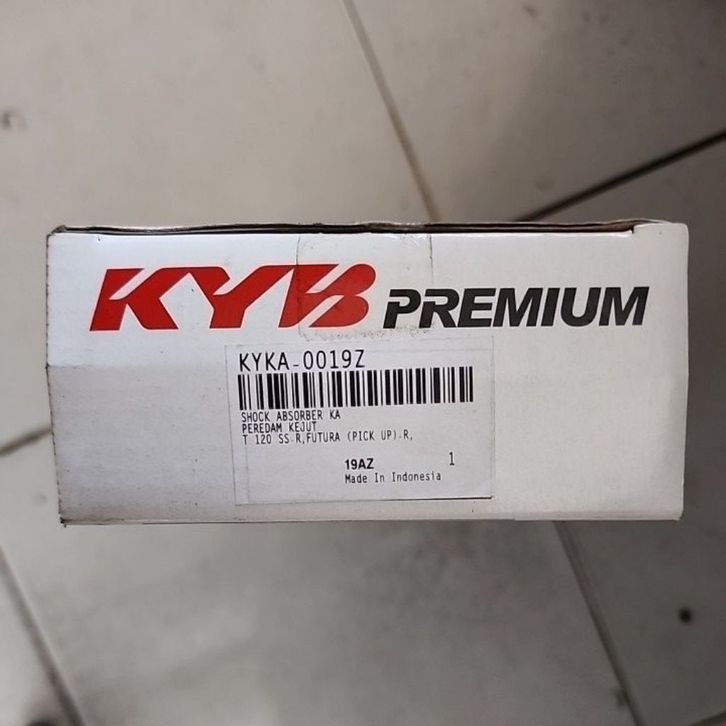 KYB PREMIUM
KYKA-0019Z
SHOCK ABSORBER KA
PEREDAM KEJUT
T 120 SS-R,FUTURA (PICK UP)-R,
19AZ 1
Made In Indonesia